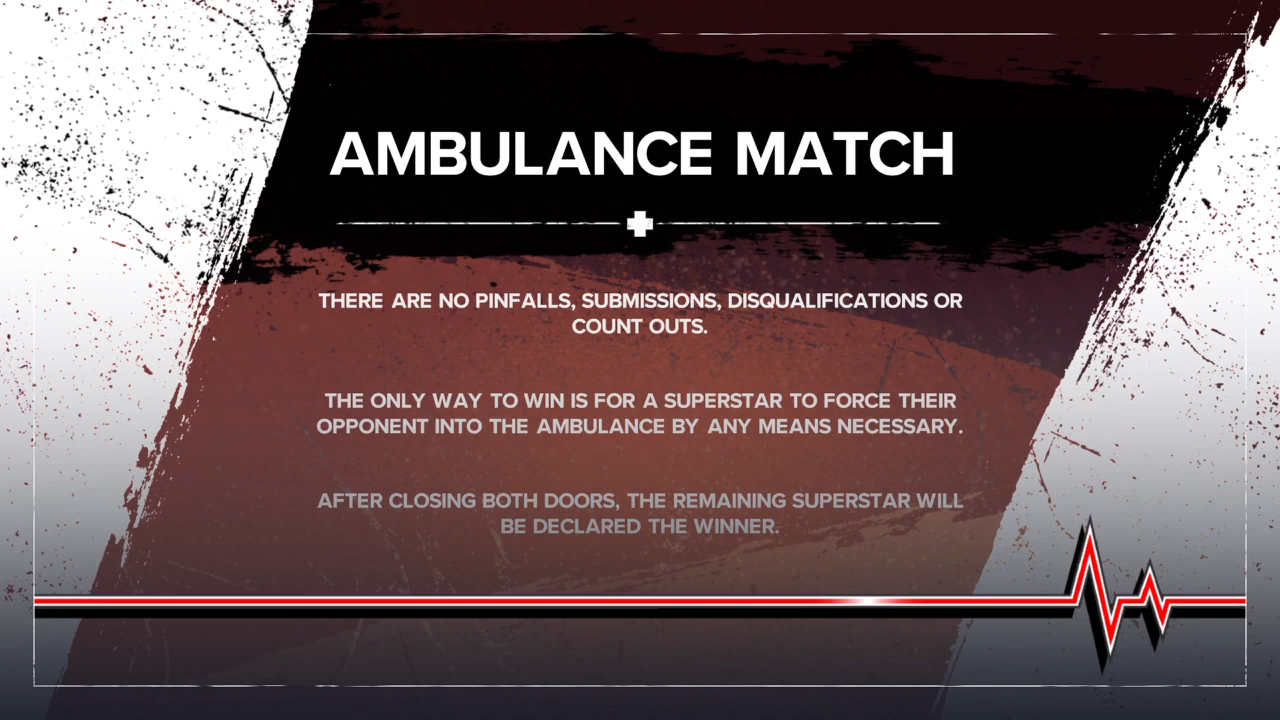 AMBULANCE MATCH
THERE ARE NO PINFALLS, SUBMISSIONS, DISQUALIFICATIONS OR
COUNT OUTS.
THE ONLY WAY TO WIN IS FOR A SUPERSTAR TO FORCE THEIR
OPPONENT INTO THE AMBULANCE BY ANY MEANS NECESSARY.
AFTER CLOSING BOTH DOORS, THE REMAINING SUPERSTAR WILL
BE DECLARED THE WINNER.